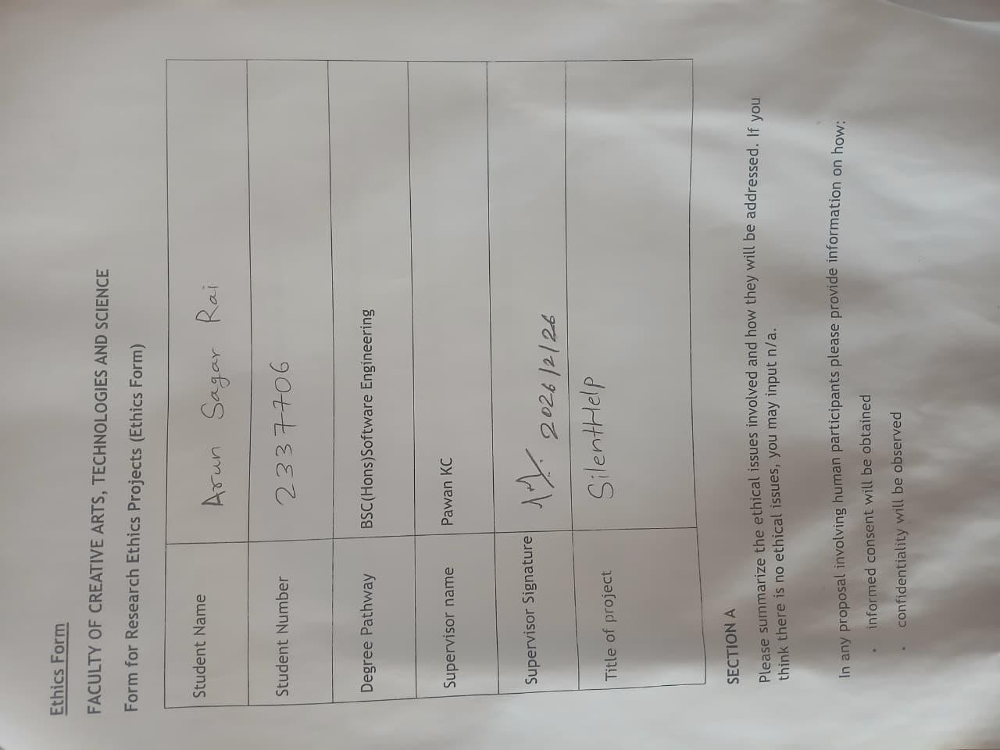 Ethics Form
FACULTY OF CREATIVE ARTS, TECHNOLOGIES AND SCIENCE
Form for Research Ethics Projects (Ethics Form)
Student Name Arun Sagar Rai
Student Number 2337706
Degree Pathway BSC(Hons)Software Engineering
Supervisor name Pawan KC
Supervisor Signature 2026/2/26
Title of project SilentHelp
SECTION A
Please summarize the ethical issues involved and how they will be addressed. If you
think there is no ethical issues, you may input n/a.
In any proposal involving human participants please provide information on how:
• informed consent will be obtained
• confidentiality will be observed